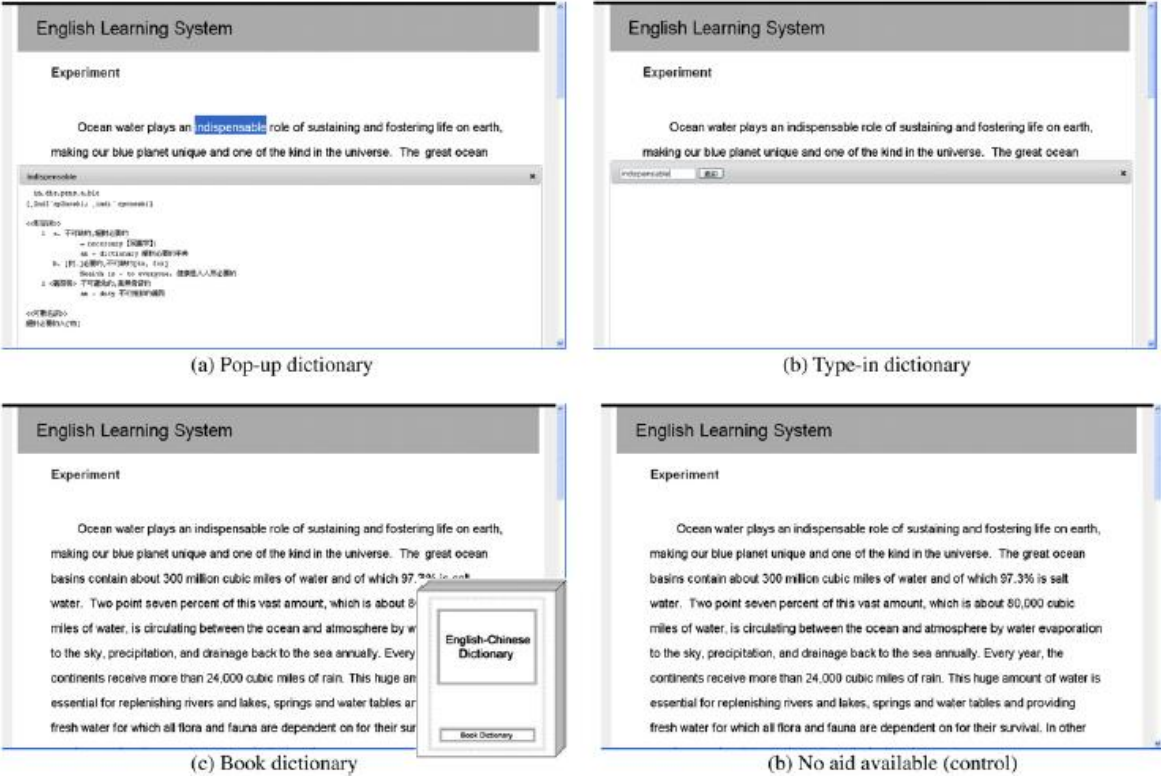 English Learning System
Experiment
Ocean water plays an indispensable role of sustaining and fostering life on earth,
making our blue planet unique and one of the kind in the universe. The great ocean
indispensable
(a) Pop-up dictionary
English Learning System
Experiment
Ocean water plays an indispensable role of sustaining and fostering life on earth,
making our blue planet unique and one of the kind in the universe. The great ocean
indispensable
(b) Type-in dictionary
English Learning System
Experiment
Ocean water plays an indispensable role of sustaining and fostering life on earth,
making our blue planet unique and one of the kind in the universe. The great ocean
basins contain about 300 million cubic miles of water and of which 97.3% is salt
water. Two point seven percent of this vast amount, which is about 8
miles of water, is circulating between the ocean and atmosphere by w
to the sky, precipitation, and drainage back to the sea annually. Every
continents receive more than 24,000 cubic miles of rain. This huge am
essential for replenishing rivers and lakes, springs and water tables ar
fresh water for which all flora and fauna are dependent on for their sur
English-Chinese
Dictionary
Book Dictionary
(c) Book dictionary
English Learning System
Experiment
Ocean water plays an indispensable role of sustaining and fostering life on earth,
making our blue planet unique and one of the kind in the universe. The great ocean
basins contain about 300 million cubic miles of water and of which 97.3% is salt
water. Two point seven percent of this vast amount, which is about 80,000 cubic
miles of water, is circulating between the ocean and atmosphere by water evaporation
to the sky, precipitation, and drainage back to the sea annually. Every year, the
continents receive more than 24,000 cubic miles of rain. This huge amount of water is
essential for replenishing rivers and lakes, springs and water tables and providing
fresh water for which all flora and fauna are dependent on for their survival. In other
(b) No aid available (control)